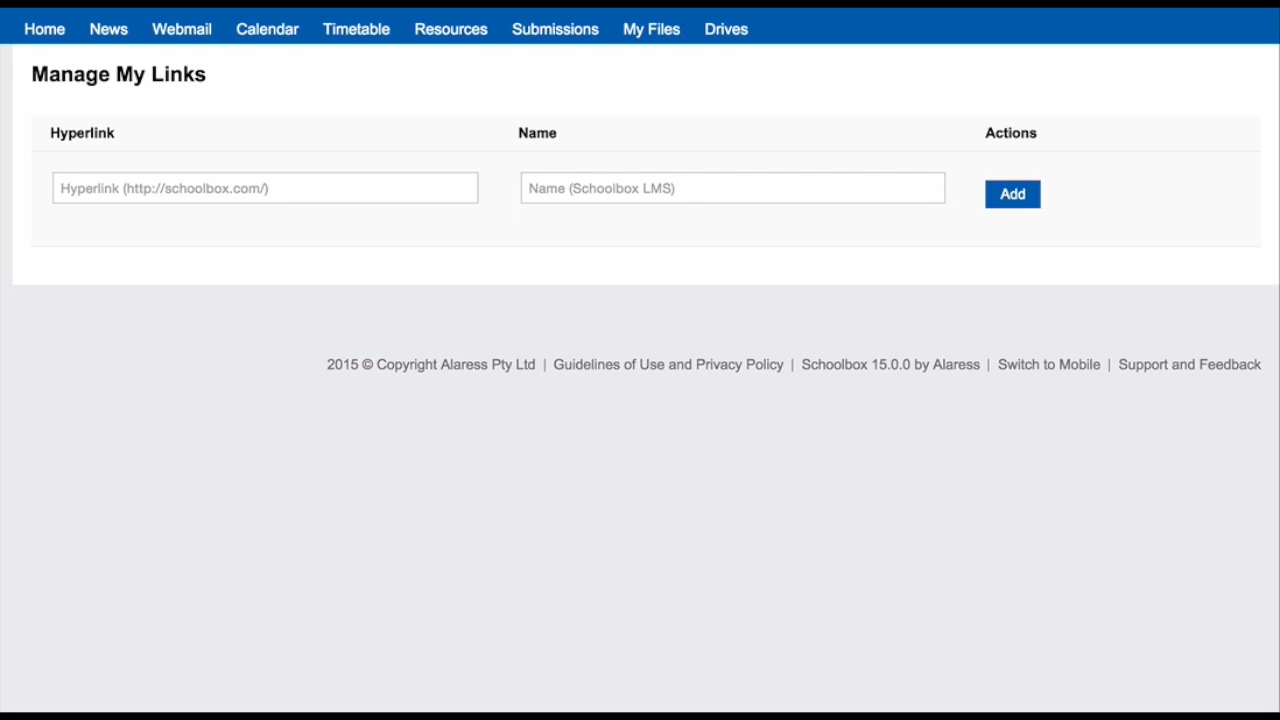 Home News Webmail Calendar Timetable Resources Submissions My Files Drives
Manage My Links
Hyperlink Name Actions
Hyperlink (http://schoolbox.com/) Name (Schoolbox LMS) Add
2015 © Copyright Alaress Pty Ltd | Guidelines of Use and Privacy Policy | Schoolbox 15.0.0 by Alaress | Switch to Mobile | Support and Feedback